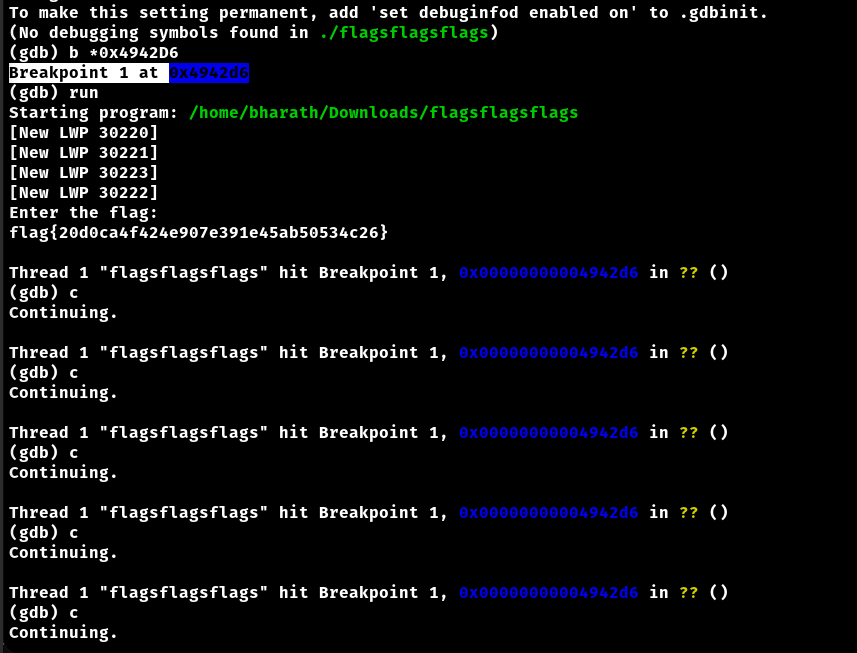 To make this setting permanent, add 'set debuginfod enabled on' to .gdbinit.
(No debugging symbols found in ./flagsflagsflags)
(gdb) b *0x4942D6
Breakpoint 1 at 0x4942d6
(gdb) run
Starting program: /home/bharath/Downloads/flagsflagsflags
[New LWP 30220]
[New LWP 30221]
[New LWP 30223]
[New LWP 30222]
Enter the flag:
flag{20d0ca4f424e907e391e45ab50534c26}
Thread 1 "flagsflagsflags" hit Breakpoint 1, 0x00000000004942d6 in ?? ()
(gdb) c
Continuing.
Thread 1 "flagsflagsflags" hit Breakpoint 1, 0x00000000004942d6 in ?? ()
(gdb) c
Continuing.
Thread 1 "flagsflagsflags" hit Breakpoint 1, 0x00000000004942d6 in ?? ()
(gdb) c
Continuing.
Thread 1 "flagsflagsflags" hit Breakpoint 1, 0x00000000004942d6 in ?? ()
(gdb) c
Continuing.
Thread 1 "flagsflagsflags" hit Breakpoint 1, 0x00000000004942d6 in ?? ()
(gdb) c
Continuing.